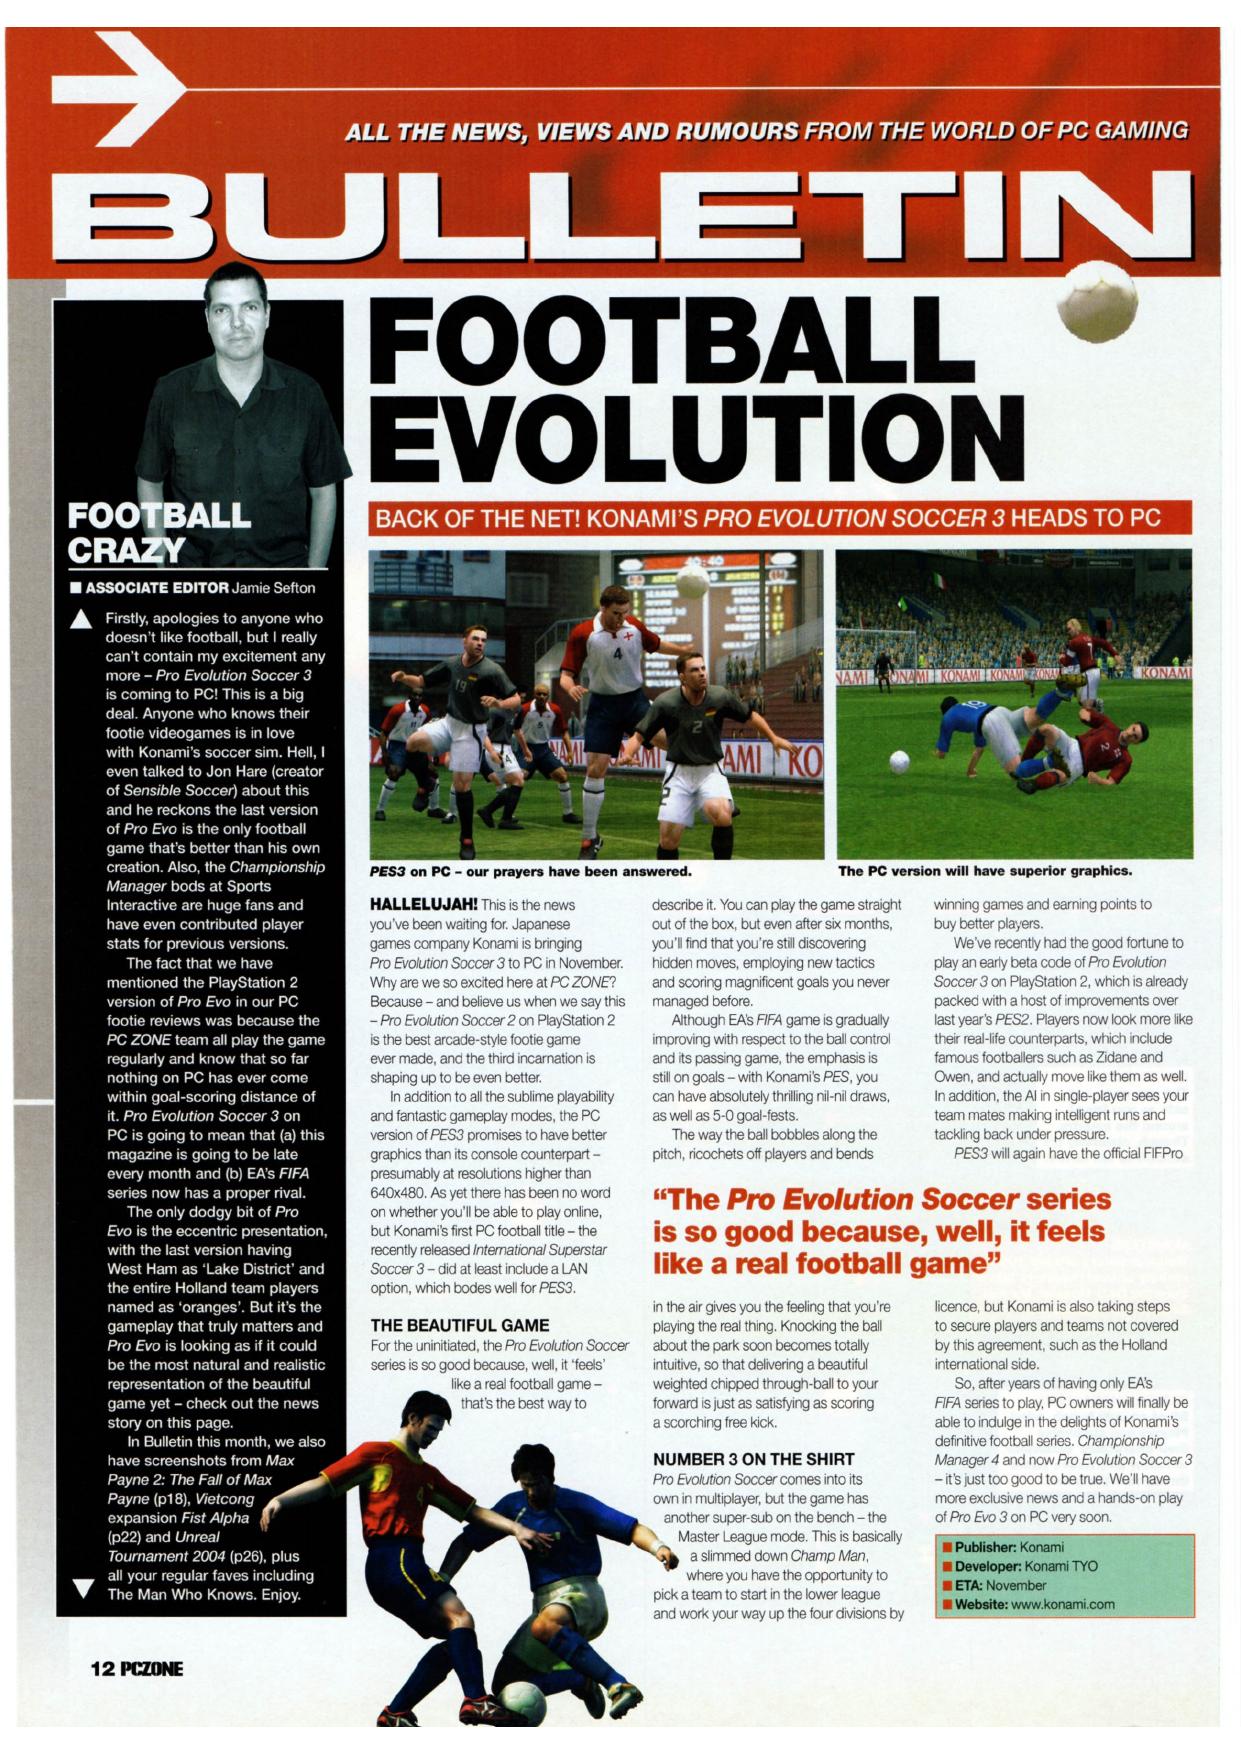 ALL THE NEWS, VIEWS AND RUMOURS FROM THE WORLD OF PC GAMING
BULLETIN
FOOTBALL
CRAZY
■ ASSOCIATE EDITOR Jamie Sefton
Firstly, apologies to anyone who
doesn't like football, but I really
can't contain my excitement any
more – Pro Evolution Soccer 3
is coming to PC! This is a big
deal. Anyone who knows their
footie videogames is in love
with Konami's soccer sim. Hell, I
even talked to Jon Hare (creator
of Sensible Soccer) about this
and he reckons the last version
of Pro Evo is the only football
game that's better than his own
creation. Also, the Championship
Manager bods at Sports
Interactive are huge fans and
have even contributed player
stats for previous versions.
The fact that we have
mentioned the PlayStation 2
version of Pro Evo in our PC
footie reviews was because the
PC ZONE team all play the game
regularly and know that so far
nothing on PC has ever come
within goal-scoring distance of
it. Pro Evolution Soccer 3 on
PC is going to mean that (a) this
magazine is going to be late
every month and (b) EA's FIFA
series now has a proper rival.
The only dodgy bit of Pro
Evo is the eccentric presentation,
with the last version having
West Ham as 'Lake District' and
the entire Holland team players
named as 'oranges'. But it's the
gameplay that truly matters and
Pro Evo is looking as if it could
be the most natural and realistic
representation of the beautiful
game yet – check out the news
story on this page.
In Bulletin this month, we also
have screenshots from Max
Payne 2: The Fall of Max
Payne (p18), Vietcong
expansion Fist Alpha
(p22) and Unreal
Tournament 2004 (p26), plus
all your regular faves including
The Man Who Knows. Enjoy.
FOOTBALL
EVOLUTION
BACK OF THE NET! KONAMI'S PRO EVOLUTION SOCCER 3 HEADS TO PC
PES3 on PC – our prayers have been answered.
The PC version will have superior graphics.
HALLELUJAH! This is the news
you've been waiting for. Japanese
games company Konami is bringing
Pro Evolution Soccer 3 to PC in November.
Why are we so excited here at PC ZONE?
Because – and believe us when we say this
– Pro Evolution Soccer 2 on PlayStation 2
is the best arcade-style footie game
ever made, and the third incarnation is
shaping up to be even better.
In addition to all the sublime playability
and fantastic gameplay modes, the PC
version of PES3 promises to have better
graphics than its console counterpart –
presumably at resolutions higher than
640x480. As yet there has been no word
on whether you'll be able to play online,
but Konami's first PC football title – the
recently released International Superstar
Soccer 3 – did at least include a LAN
option, which bodes well for PES3.
THE BEAUTIFUL GAME
For the uninitiated, the Pro Evolution Soccer
series is so good because, well, it 'feels'
like a real football game –
that's the best way to
describe it. You can play the game straight
out of the box, but even after six months,
you'll find that you're still discovering
hidden moves, employing new tactics
and scoring magnificent goals you never
managed before.
Although EA's FIFA game is gradually
improving with respect to the ball control
and its passing game, the emphasis is
still on goals – with Konami's PES, you
can have absolutely thrilling nil-nil draws,
as well as 5-0 goal-fests.
The way the ball bobbles along the
pitch, ricochets off players and bends
"The Pro Evolution Soccer series
is so good because, well, it feels
like a real football game"
in the air gives you the feeling that you're
playing the real thing. Knocking the ball
about the park soon becomes totally
intuitive, so that delivering a beautiful
weighted chipped through-ball to your
forward is just as satisfying as scoring
a scorching free kick.
NUMBER 3 ON THE SHIRT
Pro Evolution Soccer comes into its
own in multiplayer, but the game has
another super-sub on the bench – the
Master League mode. This is basically
a slimmed down Champ Man,
where you have the opportunity to
pick a team to start in the lower league
and work your way up the four divisions by
winning games and earning points to
buy better players.
We've recently had the good fortune to
play an early beta code of Pro Evolution
Soccer 3 on PlayStation 2, which is already
packed with a host of improvements over
last year's PES2. Players now look more like
their real-life counterparts, which include
famous footballers such as Zidane and
Owen, and actually move like them as well.
In addition, the AI in single-player sees your
team mates making intelligent runs and
tackling back under pressure.
PES3 will again have the official FIFPro
licence, but Konami is also taking steps
to secure players and teams not covered
by this agreement, such as the Holland
international side.
So, after years of having only EA's
FIFA series to play, PC owners will finally be
able to indulge in the delights of Konami's
definitive football series. Championship
Manager 4 and now Pro Evolution Soccer 3
– it's just too good to be true. We'll have
more exclusive news and a hands-on play
of Pro Evo 3 on PC very soon.
■ Publisher: Konami
■ Developer: Konami TYO
■ ETA: November
■ Website: www.konami.com
12 PCZONE